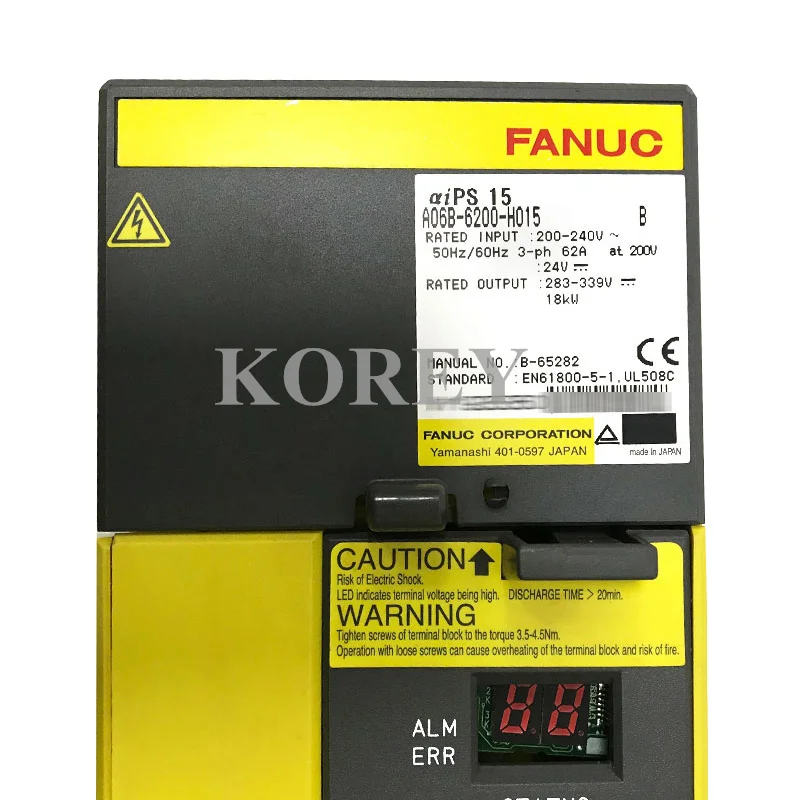 FANUC
αiPS 15
A06B-6200-H015 B
RATED INPUT :200-240V ~
50Hz/60Hz 3-ph 62A at 200V
:24V ⎓
RATED OUTPUT :283-339V ⎓
18kW
MANUAL NO. :B-65282
STANDARD :EN61800-5-1,UL508C
CE
KOREY
FANUC CORPORATION
Yamanashi 401-0597 JAPAN
made in JAPAN
CAUTION
Risk of Electric Shock.
LED indicates terminal voltage being high. DISCHARGE TIME > 20min.
WARNING
Tighten screws of terminal block to the torque 3.5-4.5Nm.
Operation with loose screws can cause overheating of the terminal block and risk of fire.
ALM
ERR